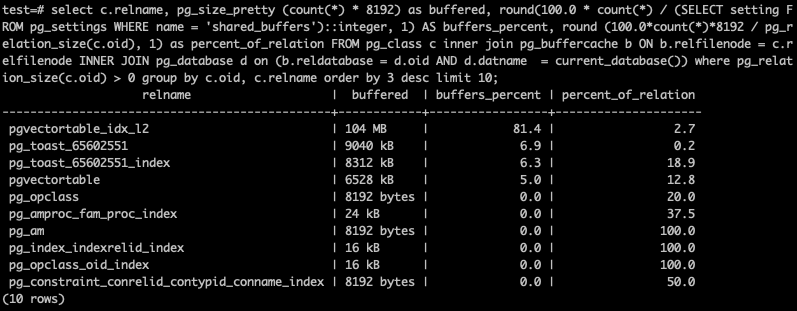 test=# select c.relname, pg_size_pretty (count(*) * 8192) as buffered, round(100.0 * count(*) / (SELECT setting F
ROM pg_settings WHERE name = 'shared_buffers')::integer, 1) AS buffers_percent, round (100.0*count(*)*8192 / pg_r
elation_size(c.oid), 1) as percent_of_relation FROM pg_class c inner join pg_buffercache b ON b.relfilenode = c.r
elfilenode INNER JOIN pg_database d on (b.reldatabase = d.oid AND d.datname  = current_database()) where pg_relat
ion_size(c.oid) > 0 group by c.oid, c.relname order by 3 desc limit 10;
                    relname                    |  buffered  | buffers_percent | percent_of_relation
-----------------------------------------------+------------+-----------------+---------------------
 pgvectortable_idx_l2                          | 104 MB     |            81.4 |                 2.7
 pg_toast_65602551                             | 9040 kB    |             6.9 |                 0.2
 pg_toast_65602551_index                       | 8312 kB    |             6.3 |                18.9
 pgvectortable                                 | 6528 kB    |             5.0 |                12.8
 pg_opclass                                    | 8192 bytes |             0.0 |                20.0
 pg_amproc_fam_proc_index                      | 24 kB      |             0.0 |                37.5
 pg_am                                         | 8192 bytes |             0.0 |               100.0
 pg_index_indexrelid_index                     | 16 kB      |             0.0 |               100.0
 pg_opclass_oid_index                          | 16 kB      |             0.0 |               100.0
 pg_constraint_conrelid_contypid_conname_index | 8192 bytes |             0.0 |                50.0
(10 rows)